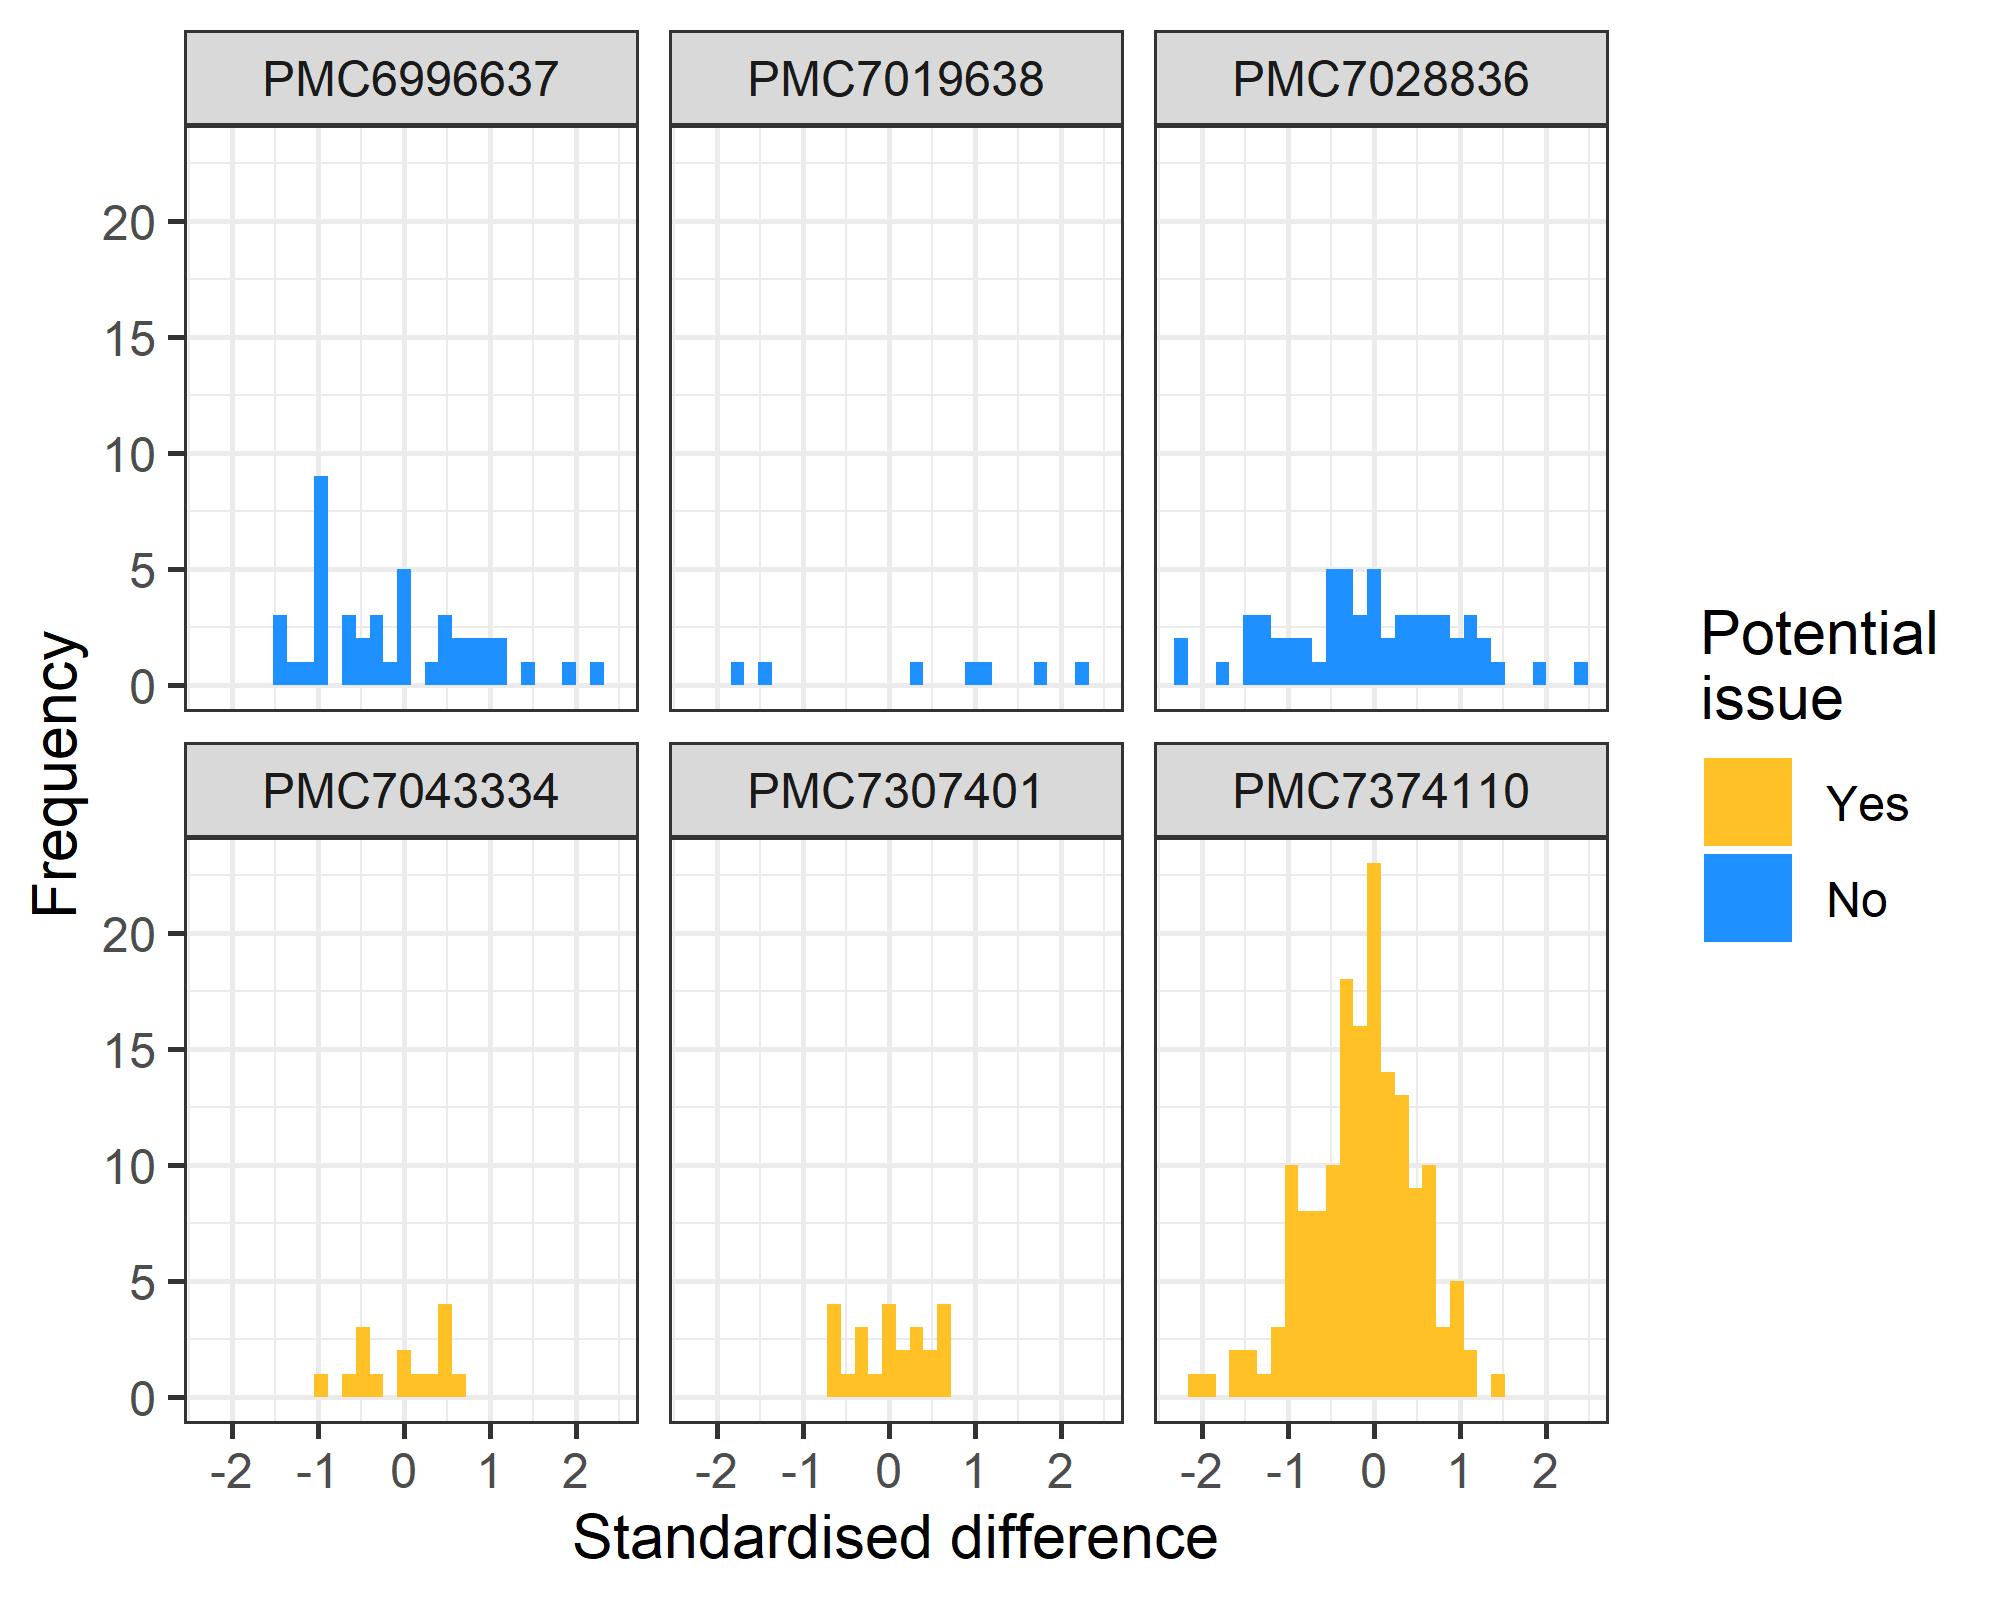 PMC6996637 PMC7019638 PMC7028836
20
15
10
5
0
PMC7043334 PMC7307401 PMC7374110
20
15
10
5
0
-2 -1 0 1 2 -2 -1 0 1 2 -2 -1 0 1 2
Standardised difference
Frequency
Potential
issue
Yes
No